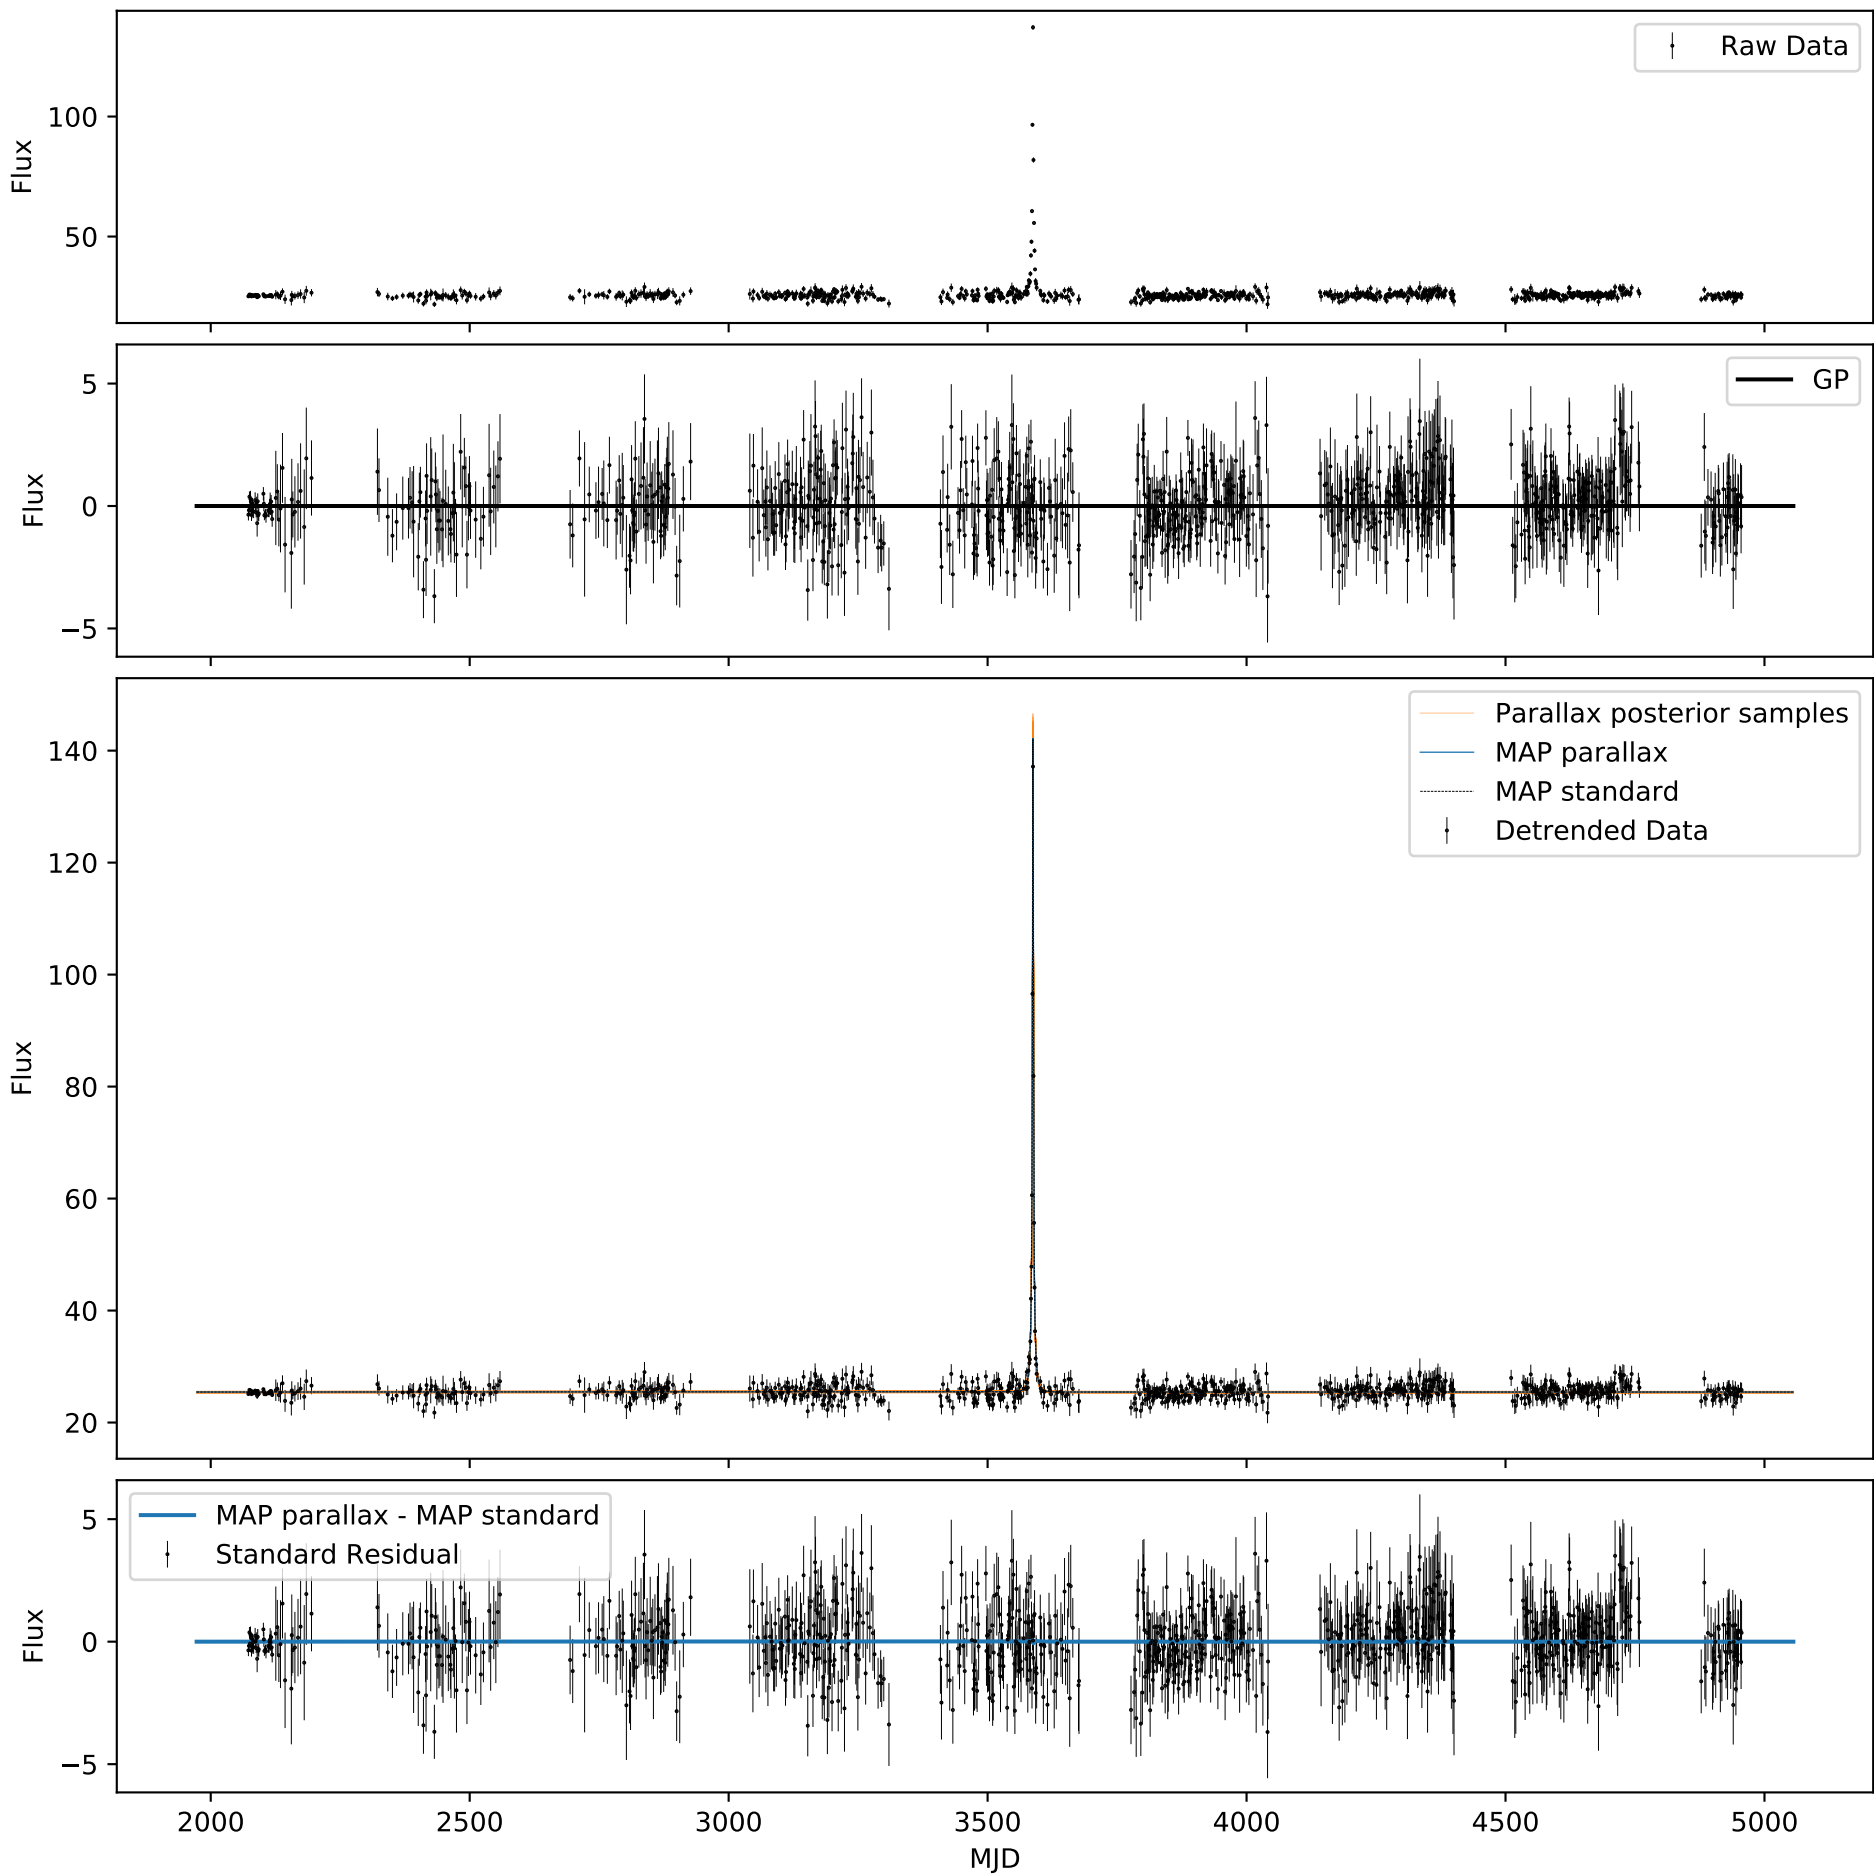 Raw Data
100
50
Flux
GP
5
0
−5
Flux
Parallax posterior samples
MAP parallax
MAP standard
Detrended Data
140
120
100
80
60
40
20
Flux
MAP parallax - MAP standard
Standard Residual
5
0
−5
Flux
2000 2500 3000 3500 4000 4500 5000
MJD